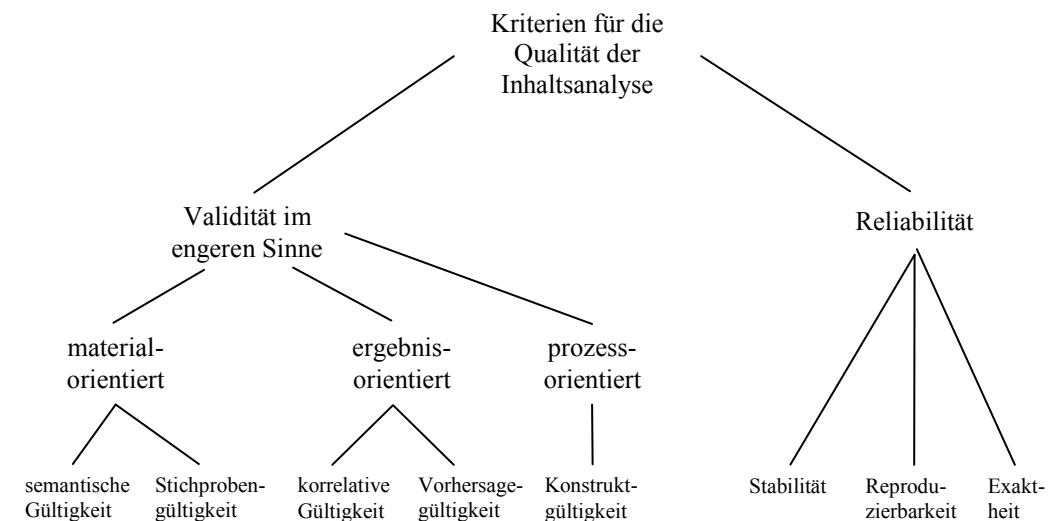 Kriterien für die
Qualität der
Inhaltsanalyse
Validität im
engeren Sinne
Reliabilität
material-
orientiert
ergebnis-
orientiert
prozess-
orientiert
semantische
Gültigkeit
Stichproben-
gültigkeit
korrelative
Gültigkeit
Vorhersage-
gültigkeit
Konstrukt-
gültigkeit
Stabilität
Reprodu-
zierbarkeit
Exakt-
heit